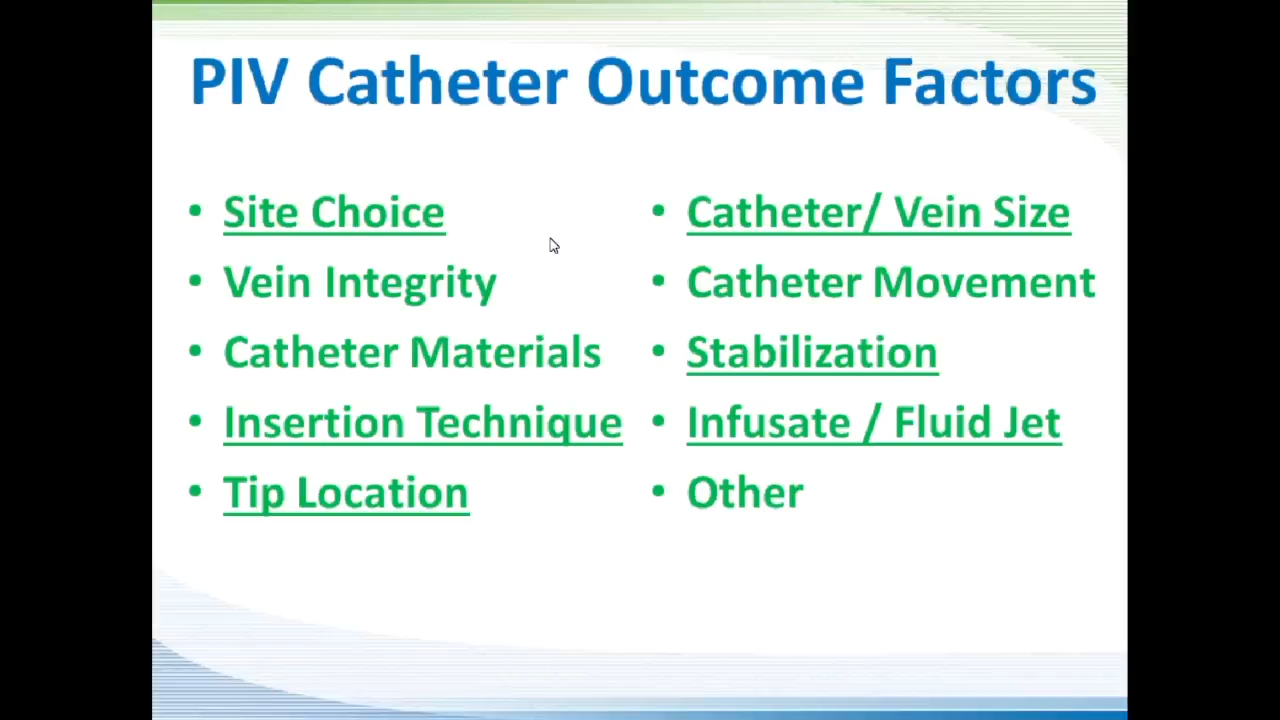 PIV Catheter Outcome Factors
• Site Choice
• Vein Integrity
• Catheter Materials
• Insertion Technique
• Tip Location
• Catheter/ Vein Size
• Catheter Movement
• Stabilization
• Infusate / Fluid Jet
• Other